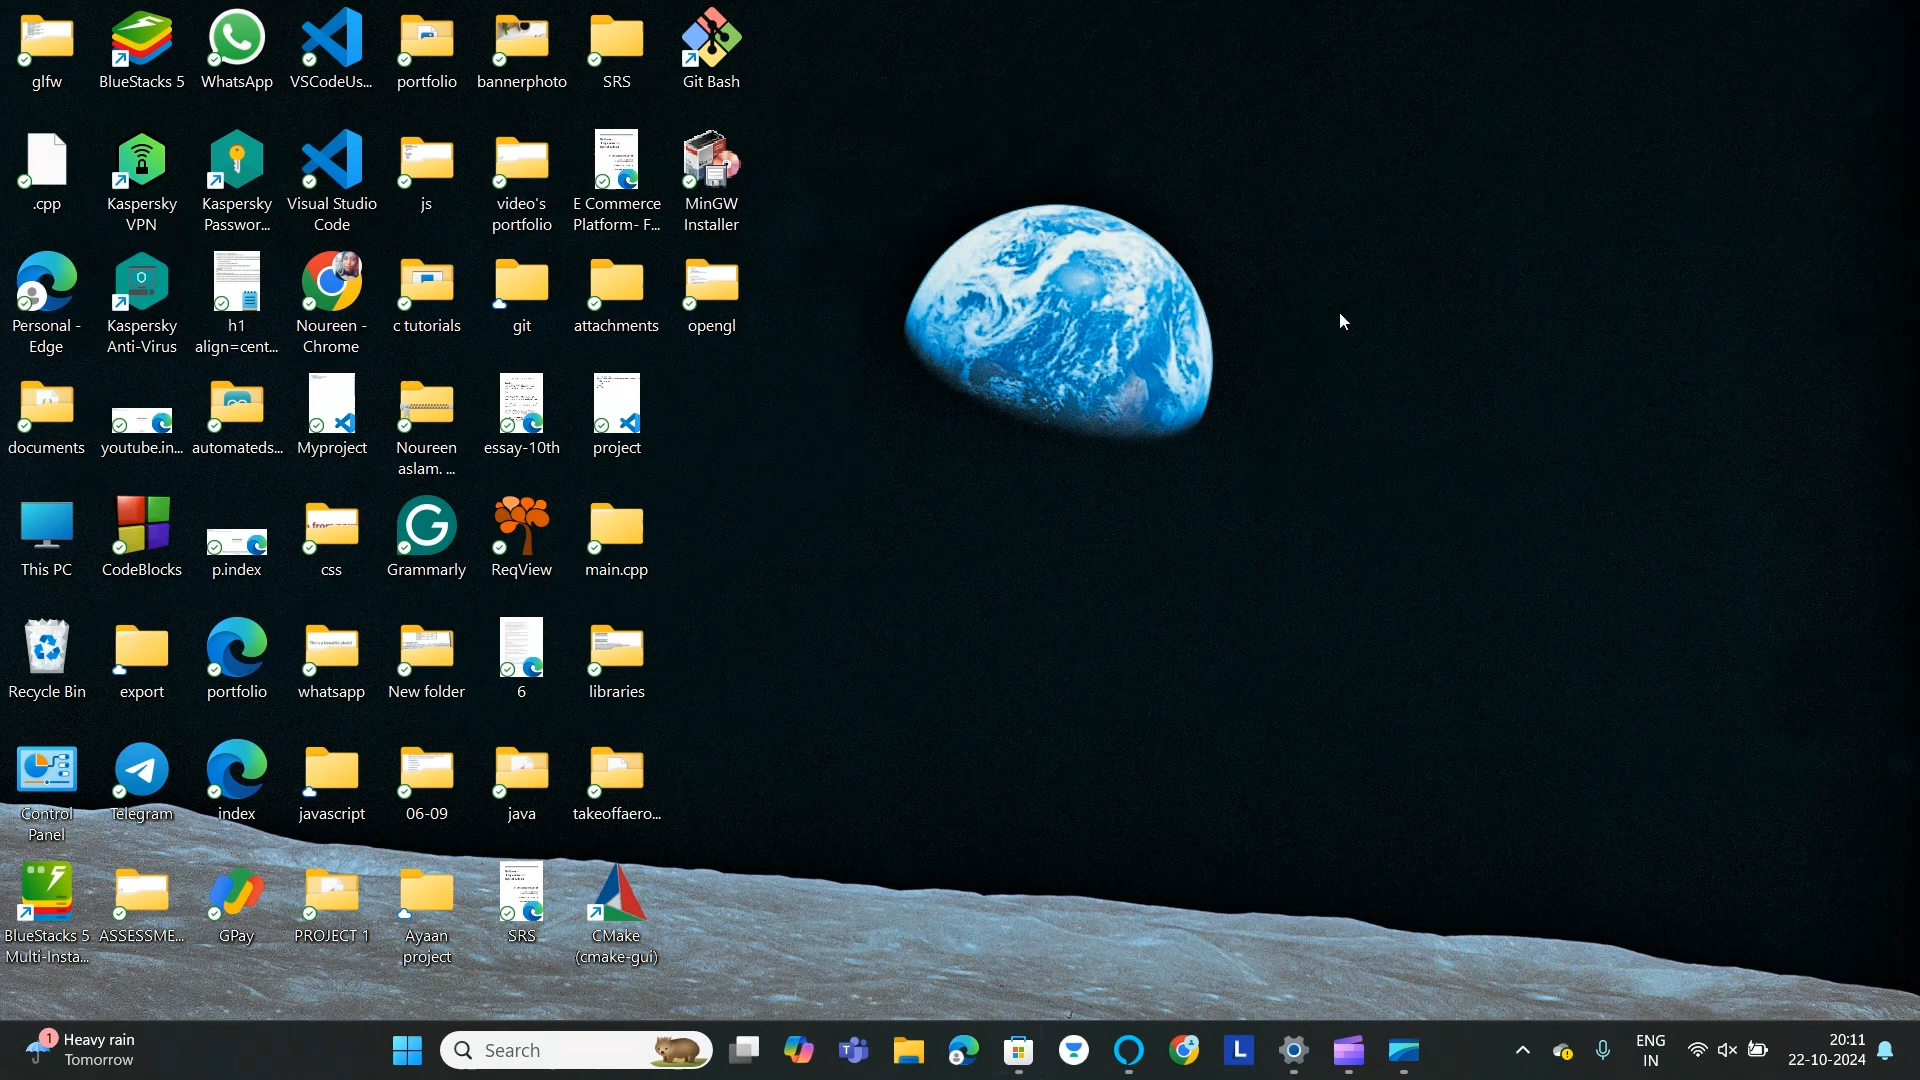 glfw
BlueStacks 5
WhatsApp
VSCodeUs...
portfolio
bannerphoto
SRS
Git Bash
.cpp
Kaspersky
VPN
Kaspersky
Passwor...
Visual Studio
Code
js
video's
portfolio
E Commerce
Platform- F...
MinGW
Installer
Personal -
Edge
Kaspersky
Anti-Virus
h1
align=cent...
Noureen -
Chrome
c tutorials
git
attachments
opengl
documents
youtube.in...
automateds...
Myproject
Noureen
aslam. ...
essay-10th
project
This PC
CodeBlocks
p.index
css
Grammarly
ReqView
main.cpp
Recycle Bin
export
portfolio
whatsapp
New folder
6
libraries
Control
Panel
Telegram
index
javascript
06-09
java
takeoffaero...
BlueStacks 5
Multi-Insta...
ASSESSME...
GPay
PROJECT 1
Ayaan
project
SRS
CMake
(cmake-gui)
1
Heavy rain
Tomorrow
Search
L
ENG
IN
20:11
22-10-2024